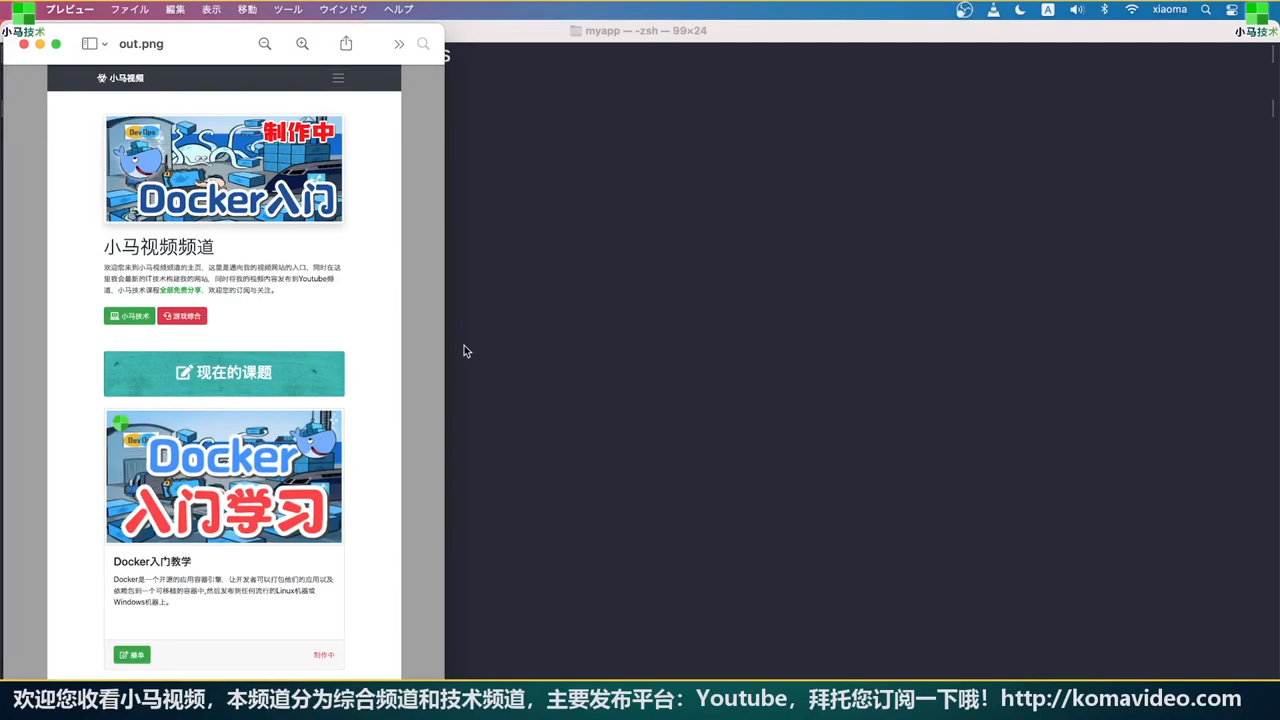 プレビュー ファイル 編集 表示 移動 ツール ウインドウ ヘルプ
A
xiaoma
小马技术
小马技术
out.png
myapp — -zsh — 99×24
s
小马视频
DevOps
制作中
Docker入门
小马视频频道
欢迎您来到小马视频频道的主页，这里是通向我的视频网站的入口，同时在这
里我会最新的IT技术构建我的网站，同时将我的视频内容发布到Youtube频
道，小马技术课程全部免费分享，欢迎您的订阅与关注。
小马技术 游戏综合
现在的课题
Docker
入门学习
Docker入门教学
Docker是一个开源的应用容器引擎，让开发者可以打包他们的应用以及
依赖包到一个可移植的容器中,然后发布到任何流行的Linux机器或
Windows机器上。
播单
制作中
欢迎您收看小马视频，本频道分为综合频道和技术频道，主要发布平台：Youtube，拜托您订阅一下哦！http://komavideo.com